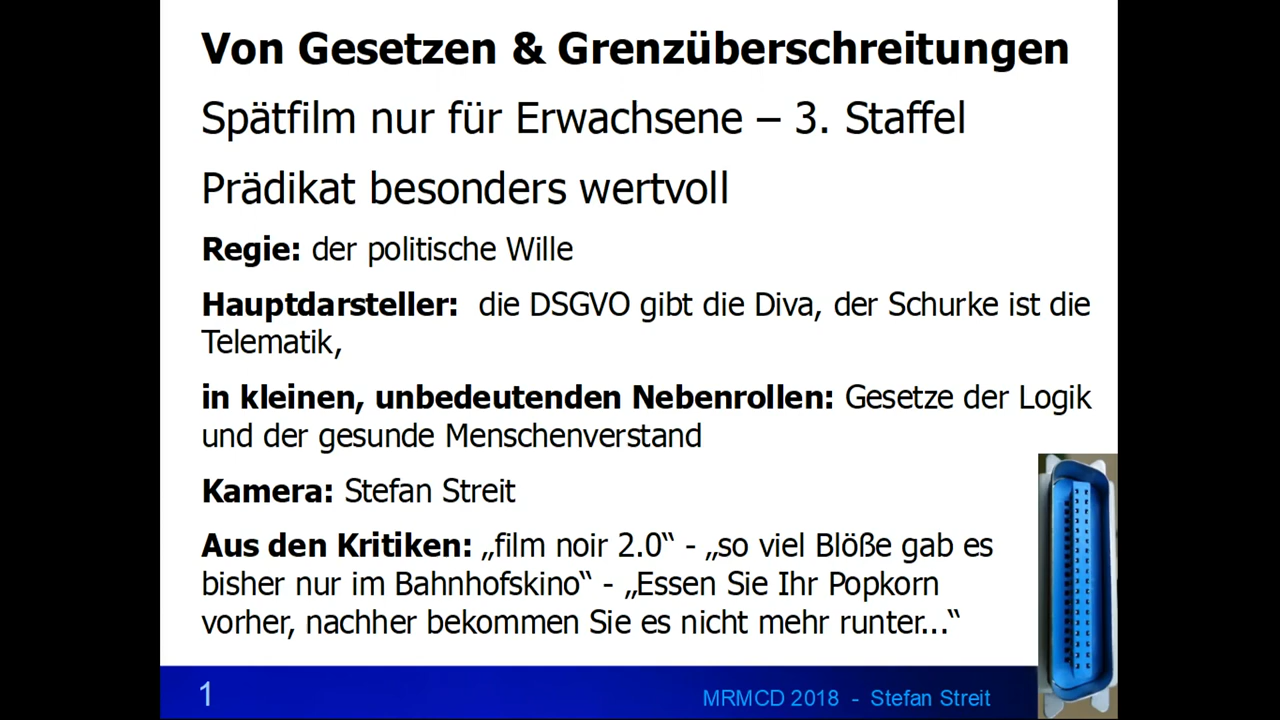 Von Gesetzen & Grenzüberschreitungen
Spätfilm nur für Erwachsene – 3. Staffel
Prädikat besonders wertvoll
Regie: der politische Wille
Hauptdarsteller:  die DSGVO gibt die Diva, der Schurke ist die
Telematik,
in kleinen, unbedeutenden Nebenrollen: Gesetze der Logik
und der gesunde Menschenverstand
Kamera: Stefan Streit
Aus den Kritiken: „film noir 2.0“ - „so viel Blöße gab es
bisher nur im Bahnhofskino“ - „Essen Sie Ihr Popkorn
vorher, nachher bekommen Sie es nicht mehr runter...“
1
MRMCD 2018 - Stefan Streit